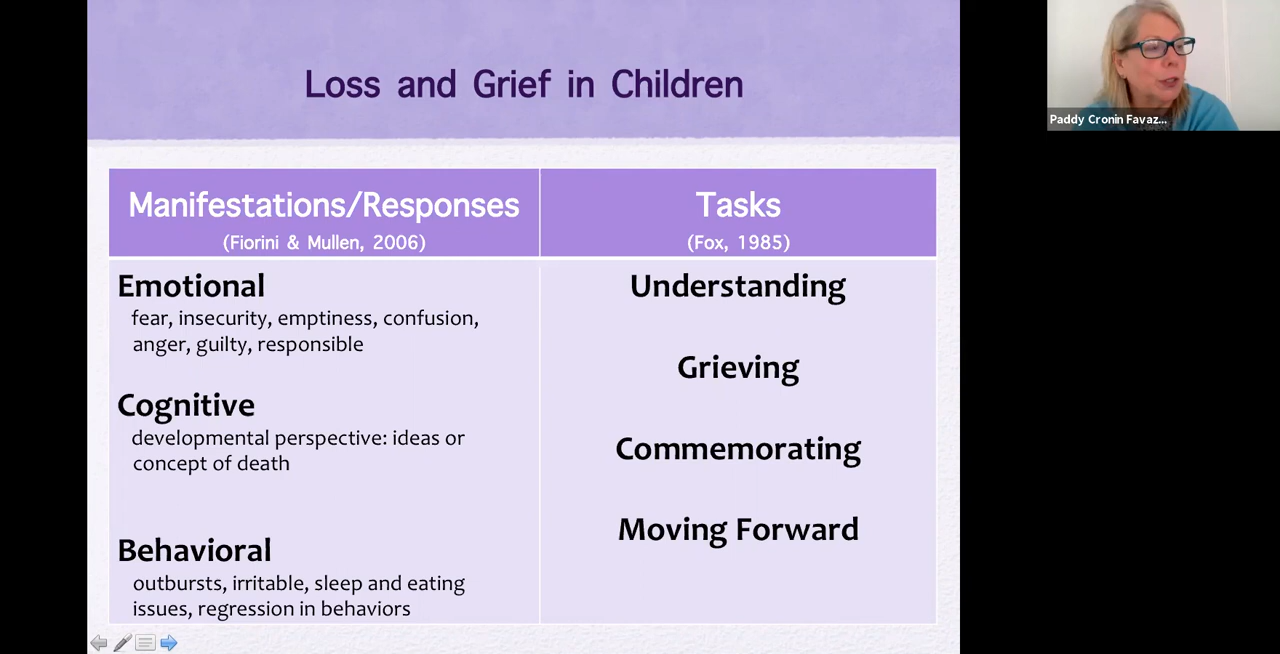 Loss and Grief in Children
Manifestations/Responses
(Fiorini & Mullen, 2006)
Tasks
(Fox, 1985)
Emotional
fear, insecurity, emptiness, confusion,
anger, guilty, responsible
Cognitive
developmental perspective: ideas or
concept of death
Behavioral
outbursts, irritable, sleep and eating
issues, regression in behaviors
Understanding
Grieving
Commemorating
Moving Forward
Paddy Cronin Favaz...